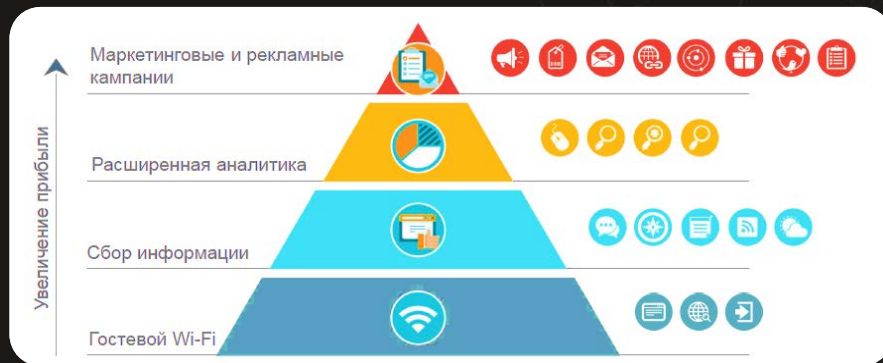 Маркетинговые и рекламные
кампании
Расширенная аналитика
Сбор информации
Гостевой Wi-Fi
Увеличение прибыли